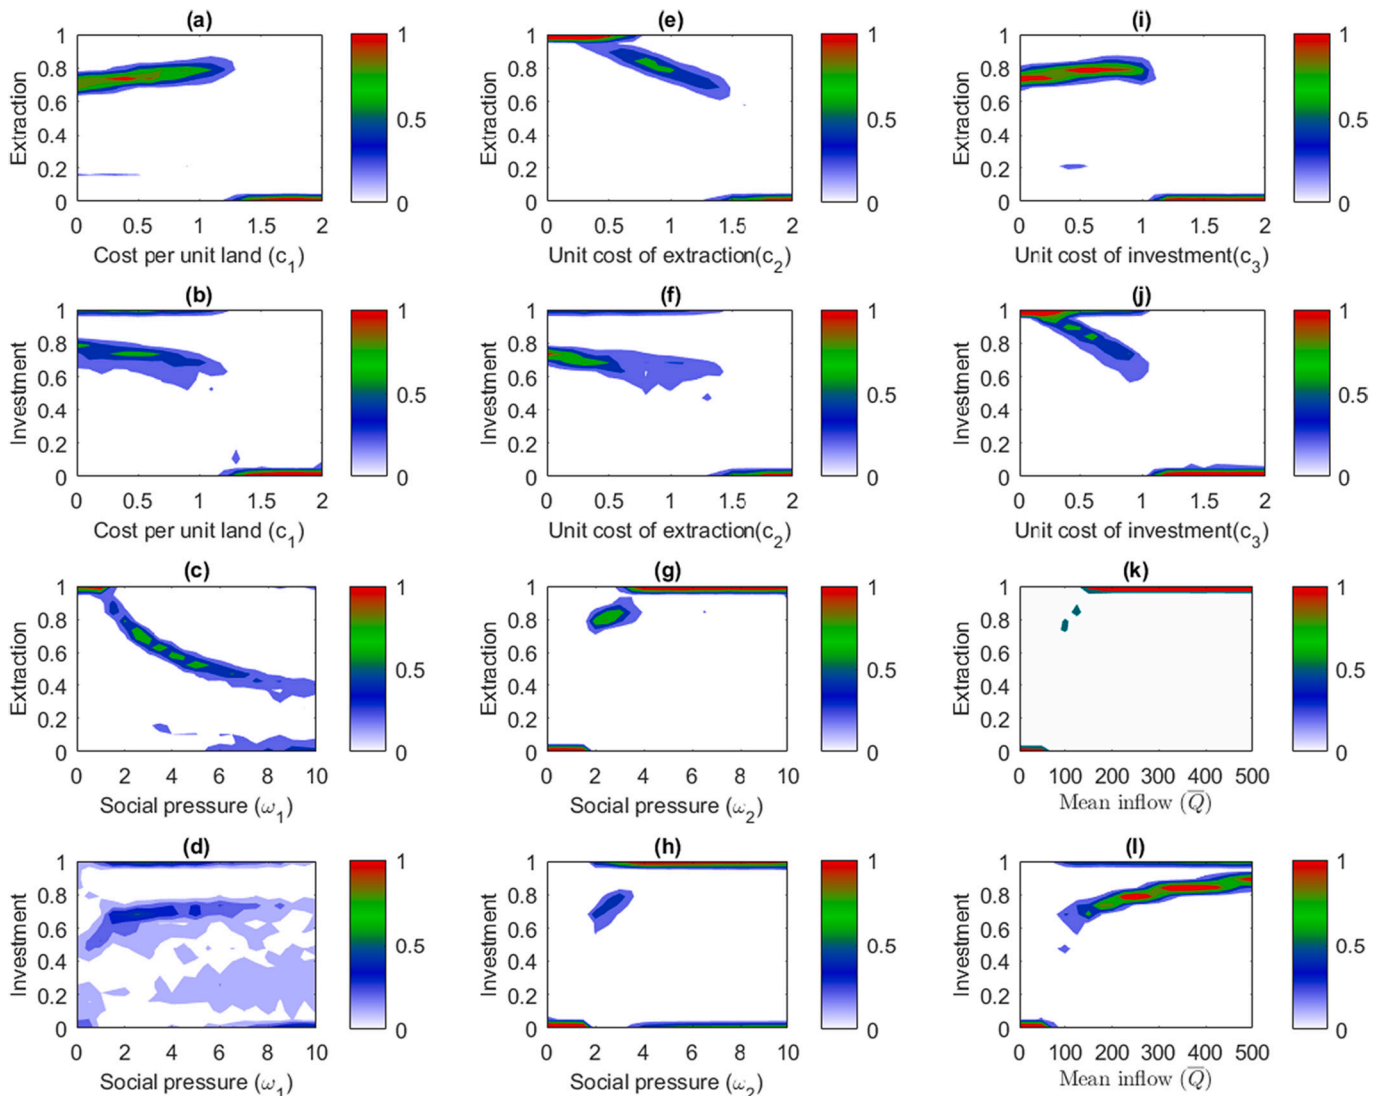 (a)
Extraction
1
0.8
0.6
0.4
0.2
0
0 0.5 1 1.5 2
Cost per unit land (c1)
1
0.5
0
(e)
Extraction
1
0.8
0.6
0.4
0.2
0
0 0.5 1 1.5 2
Unit cost of extraction(c2)
1
0.5
0
(i)
Extraction
1
0.8
0.6
0.4
0.2
0
0 0.5 1 1.5 2
Unit cost of investment(c3)
1
0.5
0
(b)
Investment
1
0.8
0.6
0.4
0.2
0
0 0.5 1 1.5 2
Cost per unit land (c1)
1
0.5
0
(f)
Investment
1
0.8
0.6
0.4
0.2
0
0 0.5 1 1.5 2
Unit cost of extraction(c2)
1
0.5
0
(j)
Investment
1
0.8
0.6
0.4
0.2
0
0 0.5 1 1.5 2
Unit cost of investment(c3)
1
0.5
0
(c)
Extraction
1
0.8
0.6
0.4
0.2
0
0 2 4 6 8 10
Social pressure (ω1)
1
0.5
0
(g)
Extraction
1
0.8
0.6
0.4
0.2
0
0 2 4 6 8 10
Social pressure (ω2)
1
0.5
0
(k)
Extraction
1
0.8
0.6
0.4
0.2
0
0 100 200 300 400 500
Mean inflow (Q̅)
1
0.5
0
(d)
Investment
1
0.8
0.6
0.4
0.2
0
0 2 4 6 8 10
Social pressure (ω1)
1
0.5
0
(h)
Investment
1
0.8
0.6
0.4
0.2
0
0 2 4 6 8 10
Social pressure (ω2)
1
0.5
0
(l)
Investment
1
0.8
0.6
0.4
0.2
0
0 100 200 300 400 500
Mean inflow (Q̅)
1
0.5
0